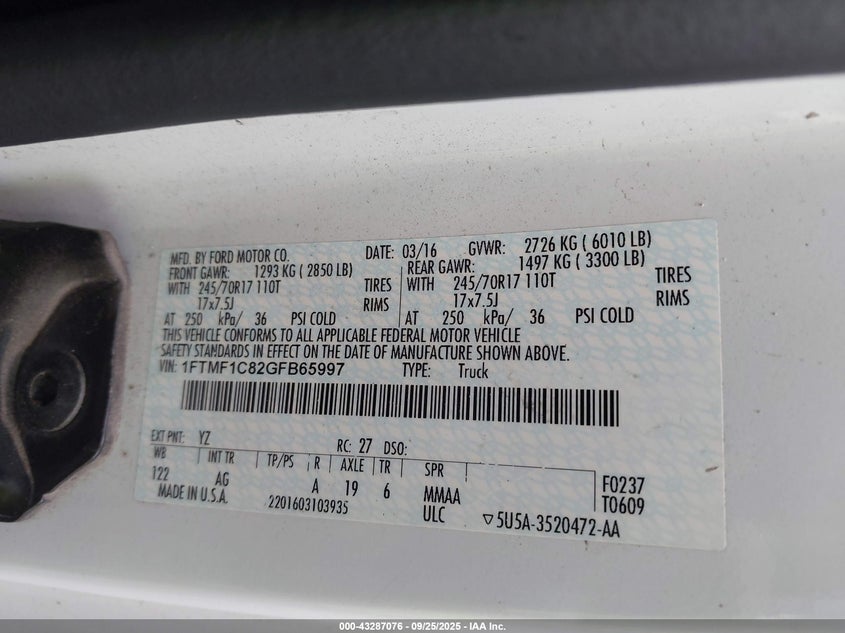 MFD. BY FORD MOTOR CO. DATE: 03/16 GVWR: 2726 KG ( 6010 LB)
FRONT GAWR: 1293 KG ( 2850 LB) REAR GAWR: 1497 KG ( 3300 LB)
WITH 245/70R17 110T TIRES WITH 245/70R17 110T TIRES
17x7.5J RIMS 17x7.5J RIMS
AT 250 kPa/ 36 PSI COLD AT 250 kPa/ 36 PSI COLD
THIS VEHICLE CONFORMS TO ALL APPLICABLE FEDERAL MOTOR VEHICLE
SAFETY STANDARDS IN EFFECT ON THE DATE OF MANUFACTURE SHOWN ABOVE.
VIN: 1FTMF1C82GFB65997 TYPE: Truck
EXT PNT: YZ RC: 27 DSO:
WB INT TR TP/PS R AXLE TR SPR F0237
122 AG A 19 6 MMAA T0609
MADE IN U.S.A. 2201603103935 ULC ▽5U5A-3520472-AA
000-43287076 - 09/25/2025 - IAA Inc.